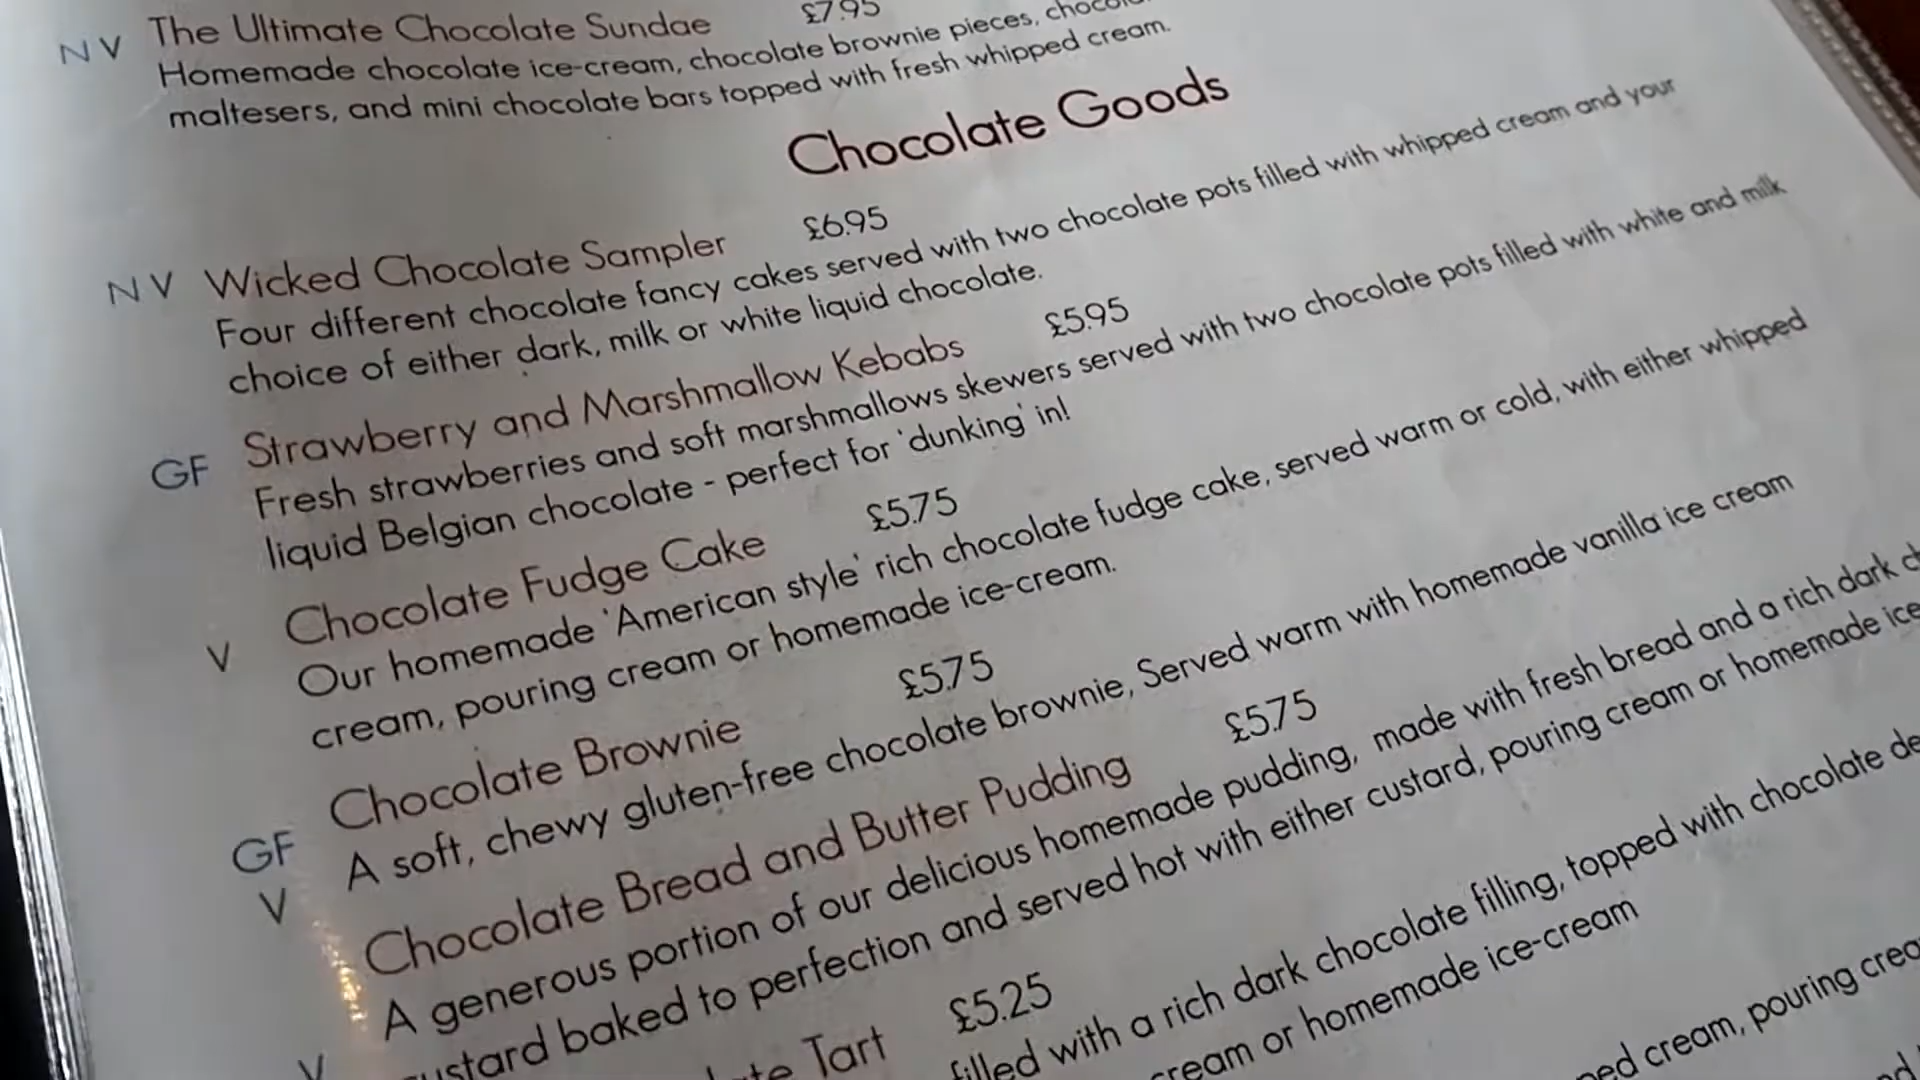 N V The Ultimate Chocolate Sundae £7.95
Homemade chocolate ice-cream, chocolate brownie pieces,
maltesers, and mini chocolate bars topped with fresh whipped cream.
Chocolate Goods
N V Wicked Chocolate Sampler £6.95
Four different chocolate fancy cakes served with two chocolate pots filled with whipped cream and your
choice of either dark, milk or white liquid chocolate.
Strawberry and Marshmallow Kebabs £5.95
GF Fresh strawberries and soft marshmallows skewers served with two chocolate pots filled with white and milk
liquid Belgian chocolate - perfect for 'dunking' in!
Chocolate Fudge Cake £5.75
V Our homemade 'American style' rich chocolate fudge cake, served warm or cold, with either whipped
cream, pouring cream or homemade ice-cream.
Chocolate Brownie £5.75
GF A soft, chewy gluten-free chocolate brownie, Served warm with homemade vanilla ice cream
V
Chocolate Bread and Butter Pudding £5.75
A generous portion of our delicious homemade pudding, made with fresh bread and a rich dark
V custard baked to perfection and served hot with either custard, pouring cream or homemade
Tart £5.25
filled with a rich dark chocolate filling, topped with chocolate
cream or homemade ice-cream
cream, pouring